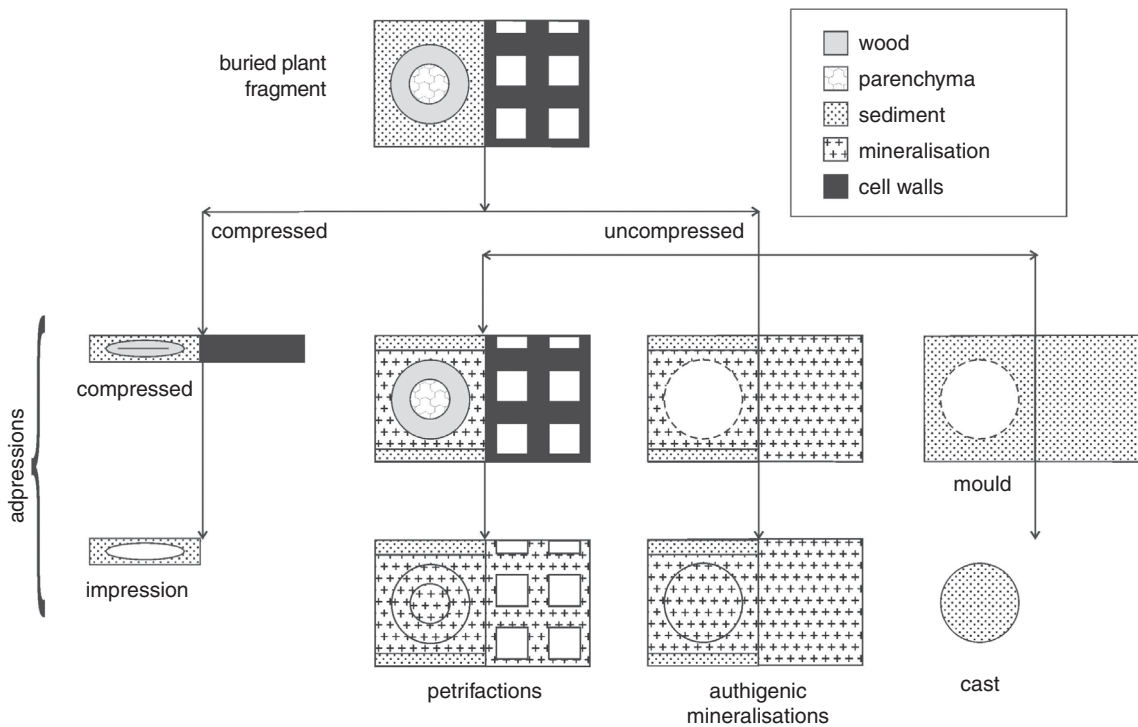 buried plant
fragment
wood
parenchyma
sediment
mineralisation
cell walls
compressed
uncompressed
adpressions
compressed
mould
impression
petrifactions
authigenic
mineralisations
cast